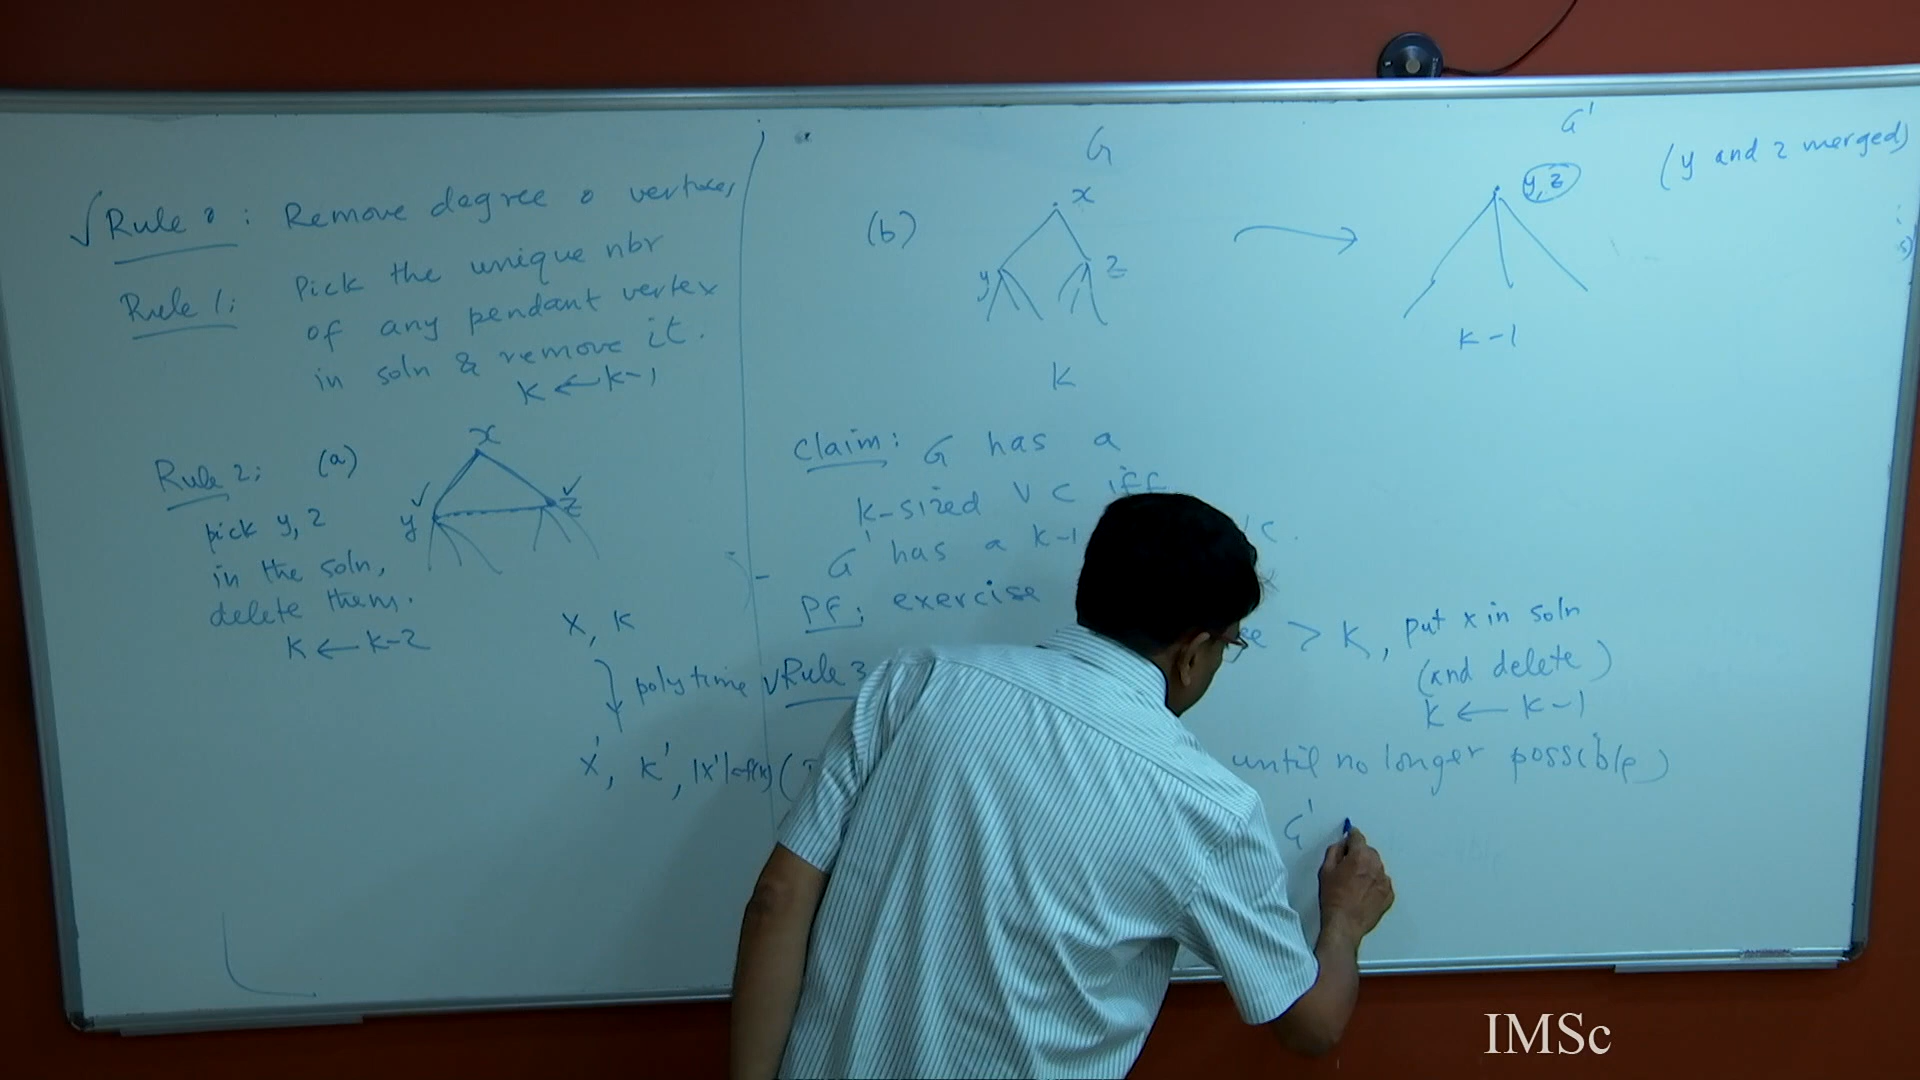 √Rule 0: Remove degree 0 vertices
Rule 1: Pick the unique nbr
of any pendant vertex
in soln & remove it.
K ← K-1
Rule 2: (a)
x
y
z
pick y, z
in the soln,
delete them.
K ← K-2
X, K
polytime
X', K', |X'|≤f(K)
G
(b)
x
y
z
K
G'
y, z
(y and z merged)
K-1
Claim: G has a
K-sized VC iff
G' has a K-1
PF: exercise
√Rule 3
> K, put x in soln
(and delete)
K ← K-1
until no longer possible)
G'
IMSc